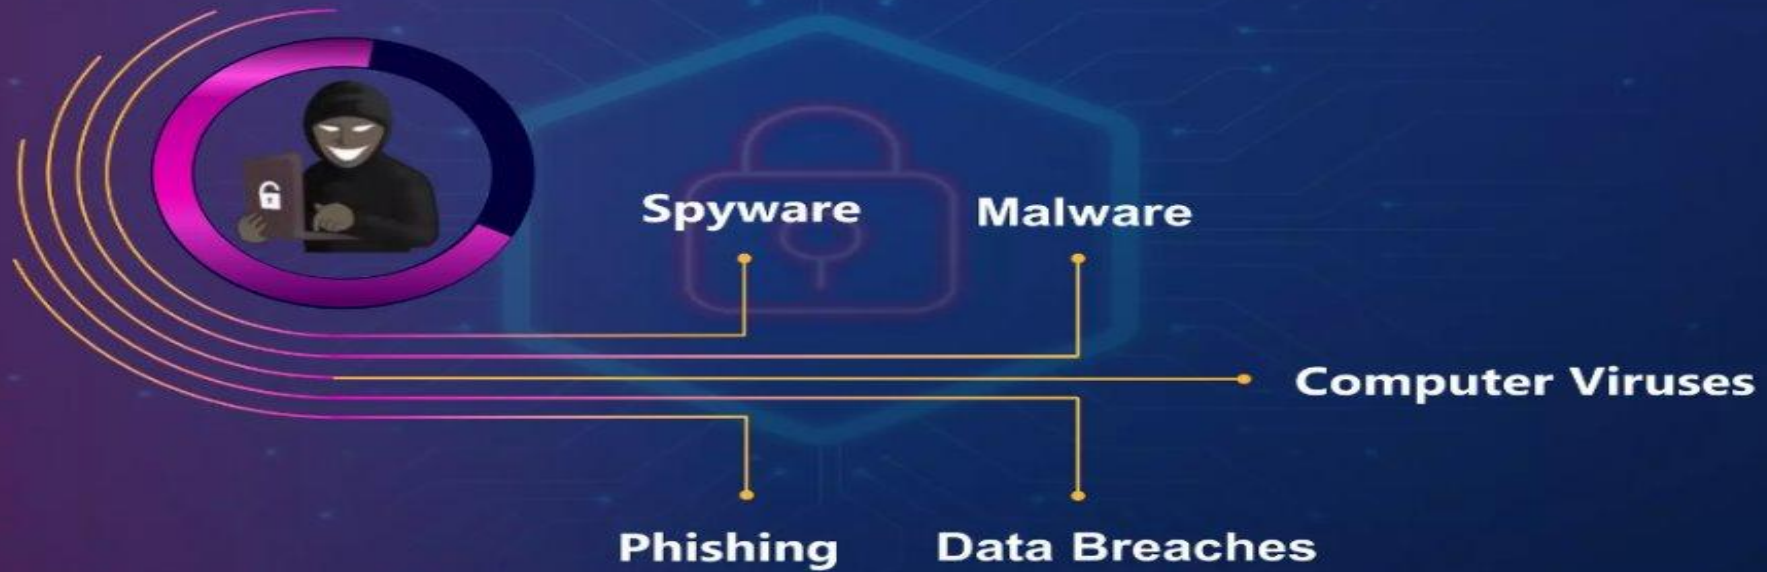 Spyware
Malware
Computer Viruses
Phishing
Data Breaches